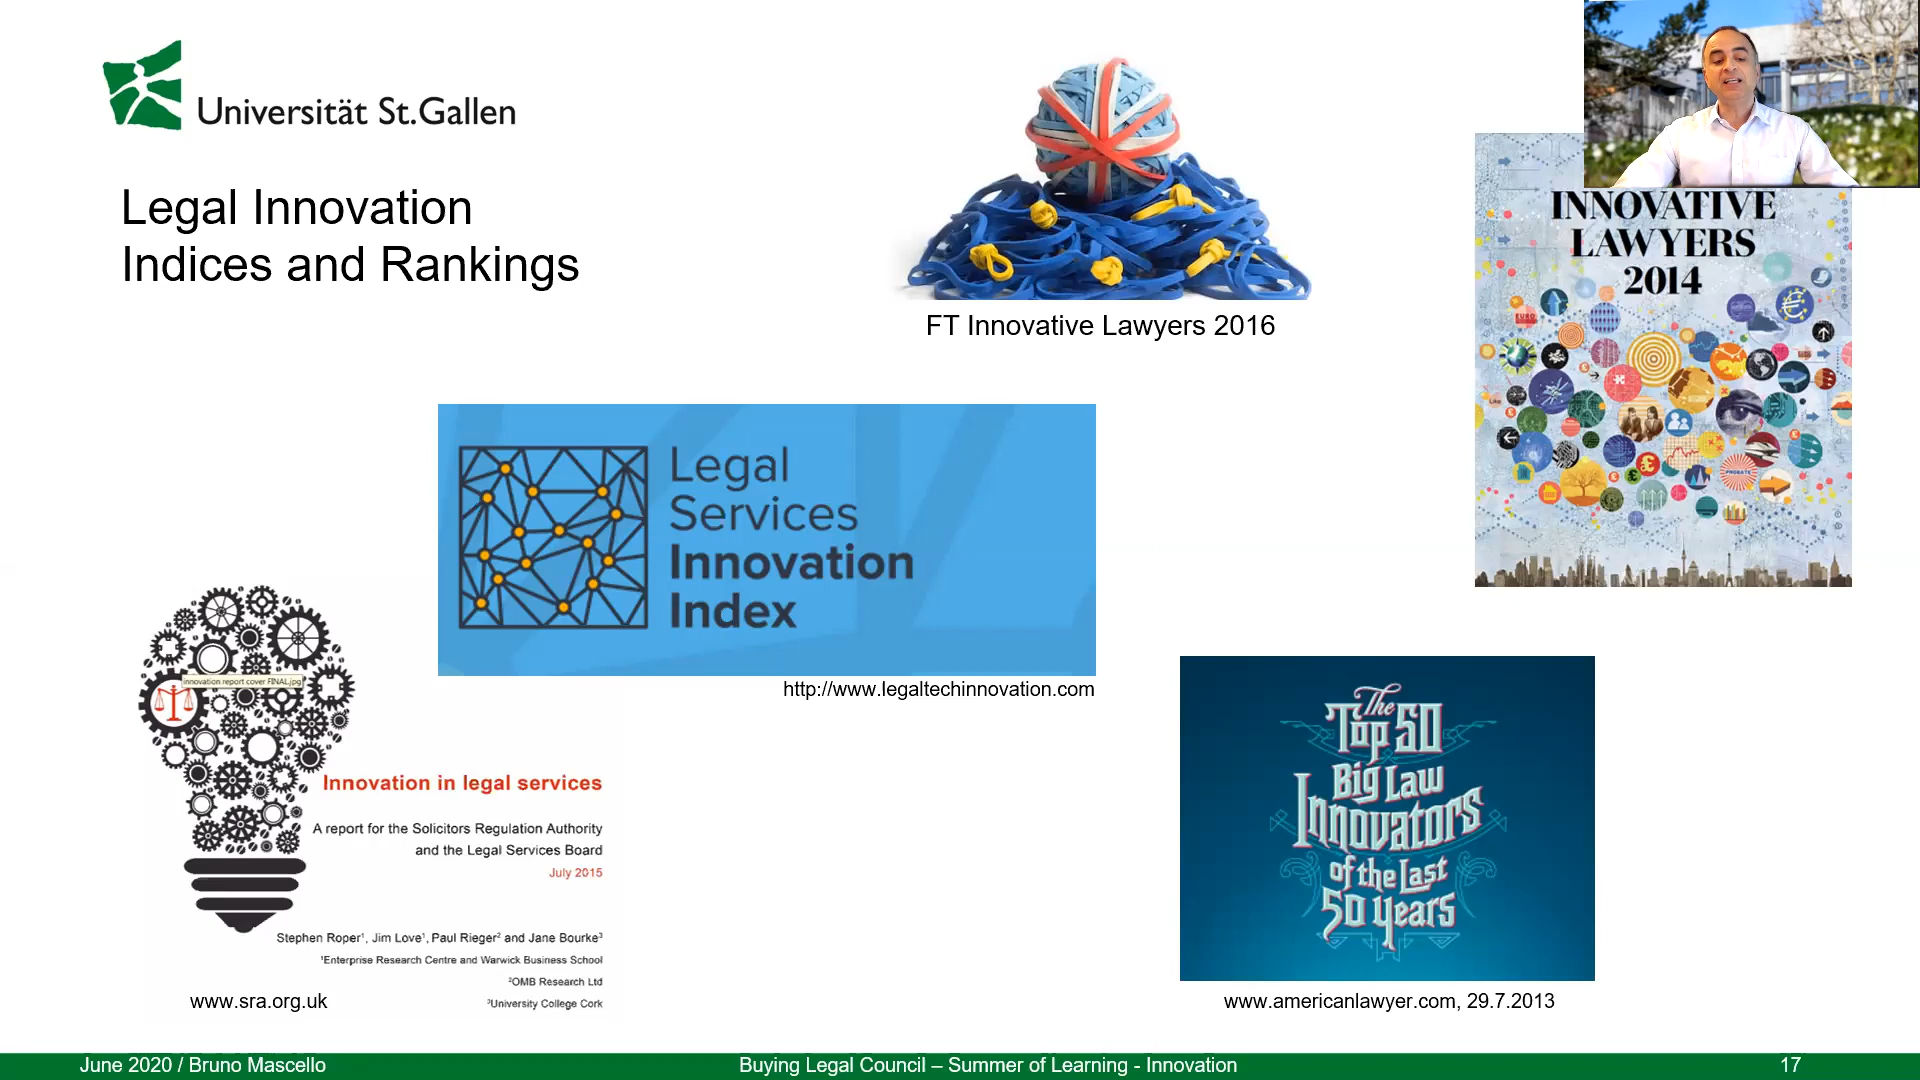 Universität St.Gallen
Legal Innovation
Indices and Rankings
FT Innovative Lawyers 2016
INNOVATIVE
LAWYERS
2014
PROBATE
Legal
Services
Innovation
Index
http://www.legaltechinnovation.com
innovation report cover FINAL.jpg
Innovation in legal services
A report for the Solicitors Regulation Authority
and the Legal Services Board
July 2015
Stephen Roper¹, Jim Love¹, Paul Rieger² and Jane Bourke³
¹Enterprise Research Centre and Warwick Business School
²OMB Research Ltd
³University College Cork
www.sra.org.uk
The
Top 50
Big Law
Innovators
of the Last
50 Years
www.americanlawyer.com, 29.7.2013
June 2020 / Bruno Mascello
Buying Legal Council – Summer of Learning - Innovation
17